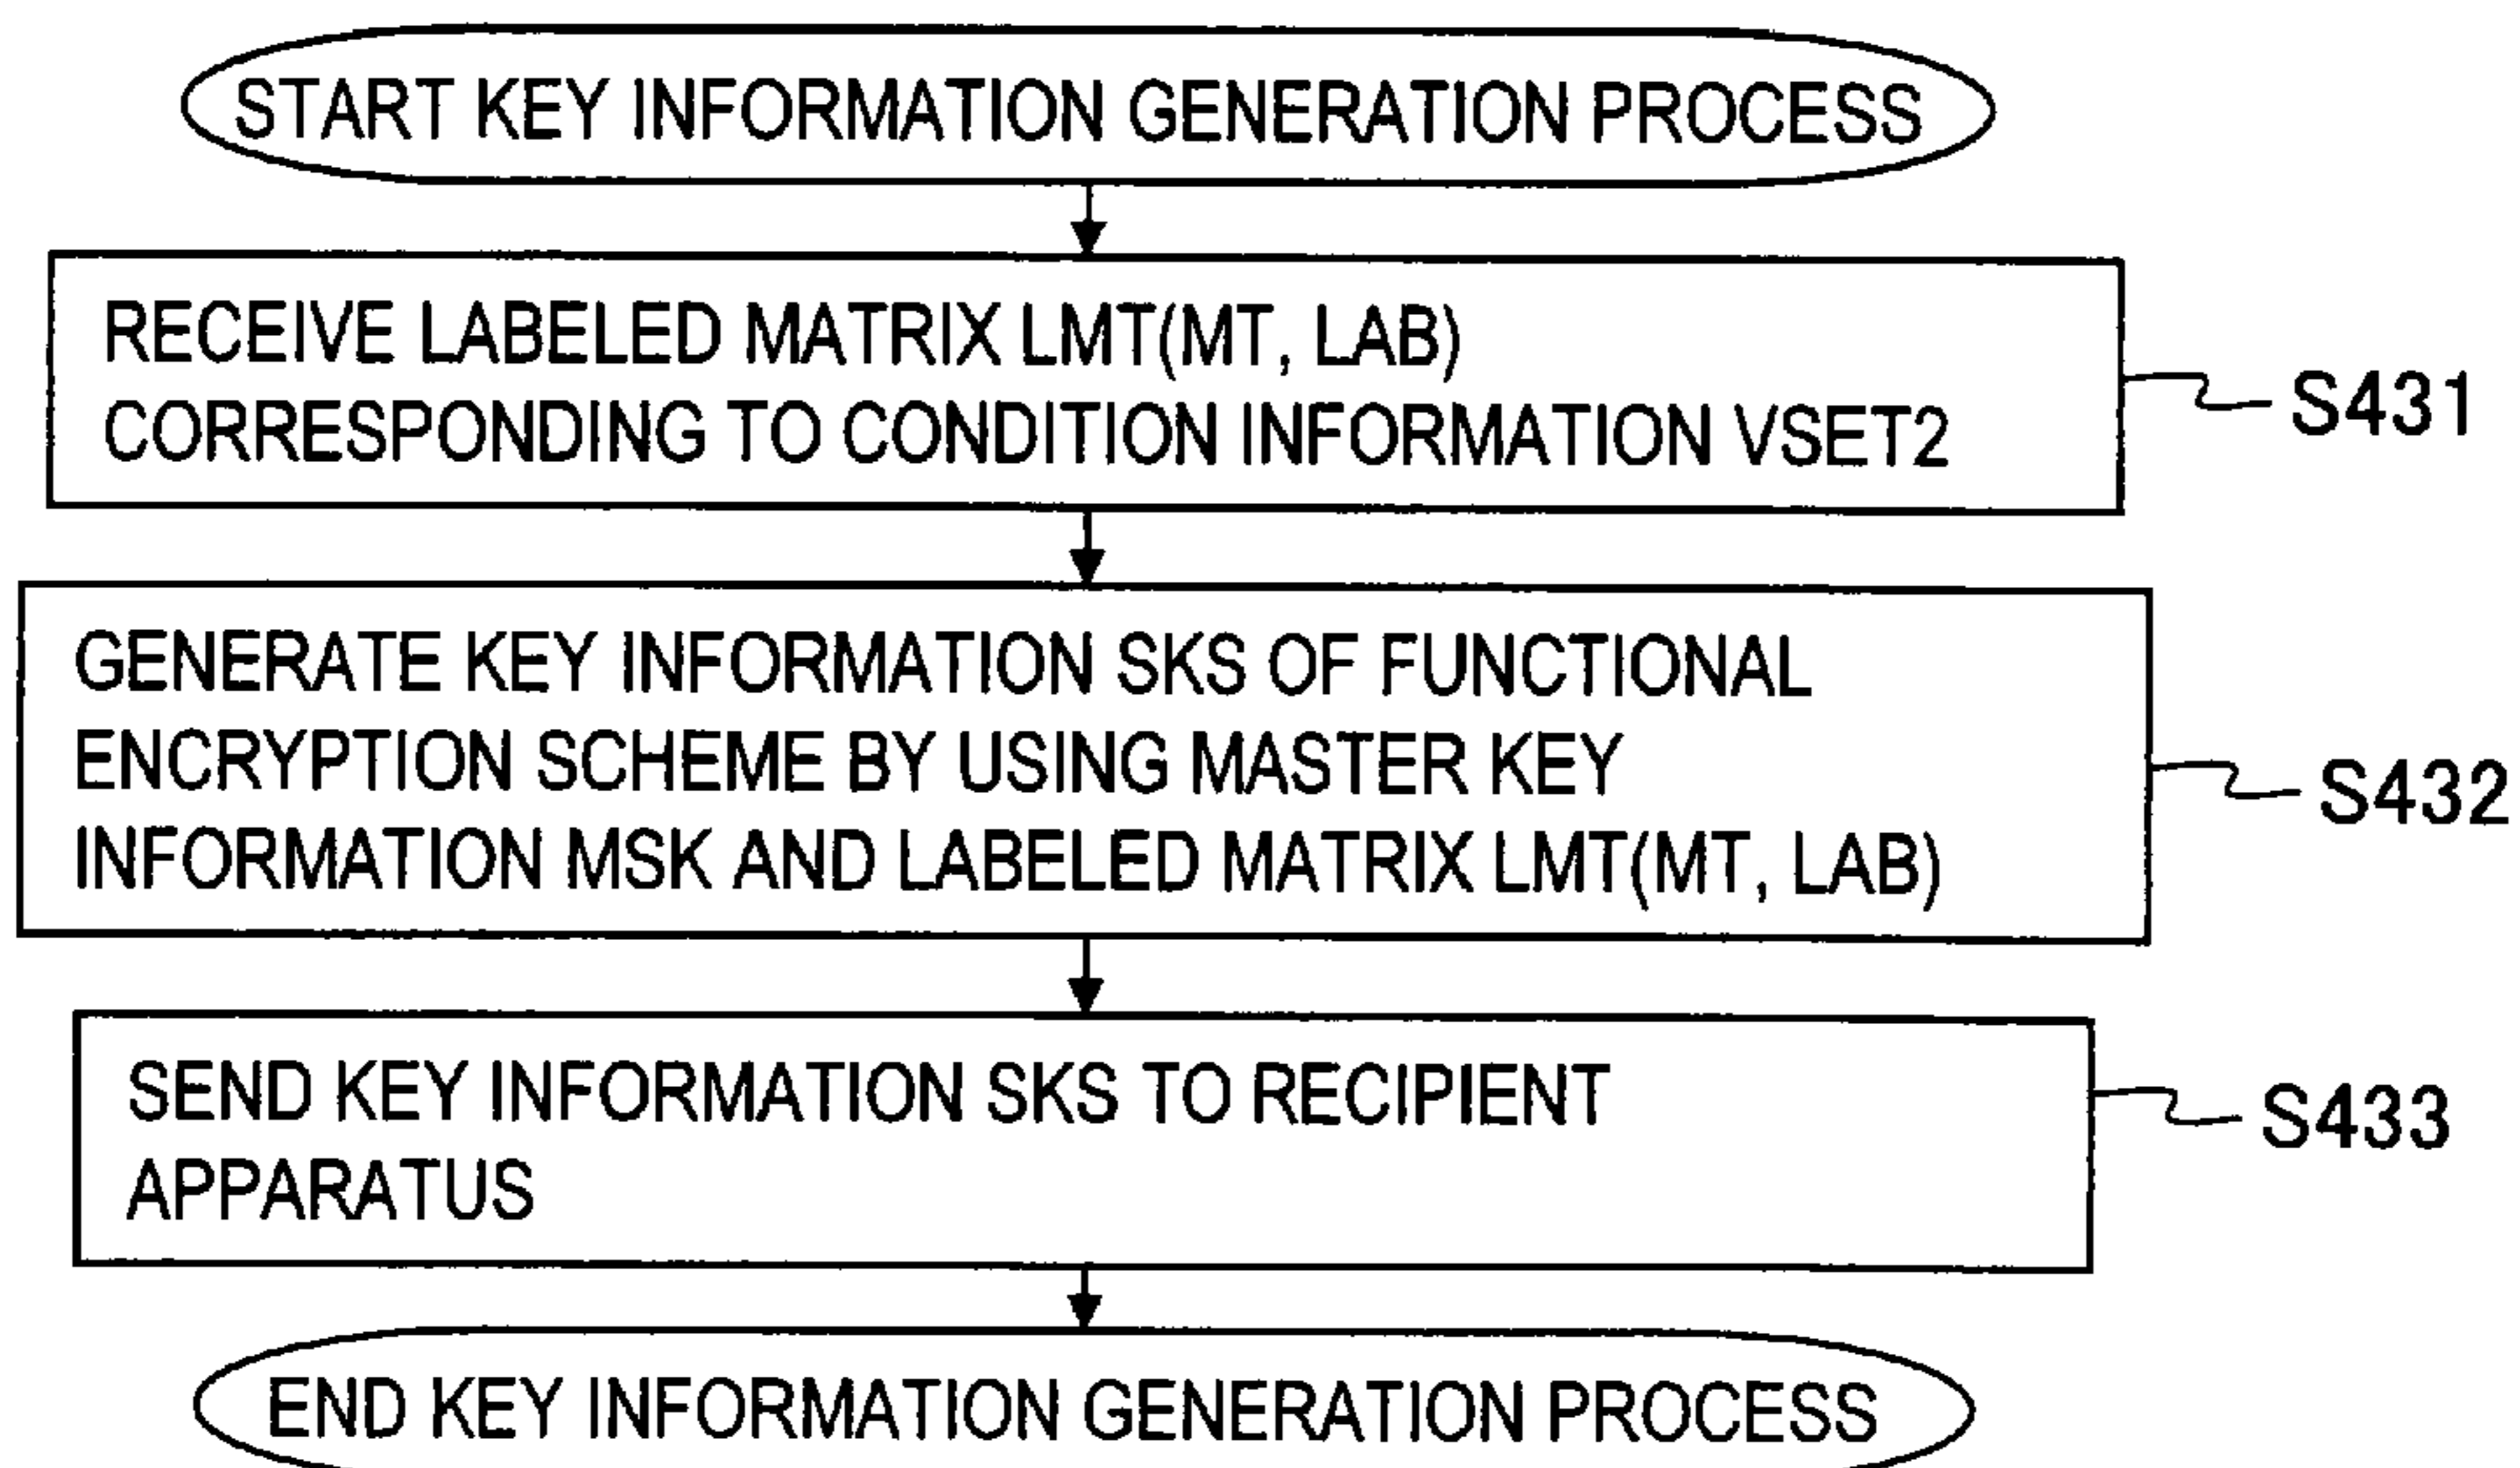 START KEY INFORMATION GENERATION PROCESS
RECEIVE LABELED MATRIX LMT(MT, LAB)
CORRESPONDING TO CONDITION INFORMATION VSET2
S431
GENERATE KEY INFORMATION SKS OF FUNCTIONAL
ENCRYPTION SCHEME BY USING MASTER KEY
INFORMATION MSK AND LABELED MATRIX LMT(MT, LAB)
S432
SEND KEY INFORMATION SKS TO RECIPIENT
APPARATUS
S433
END KEY INFORMATION GENERATION PROCESS